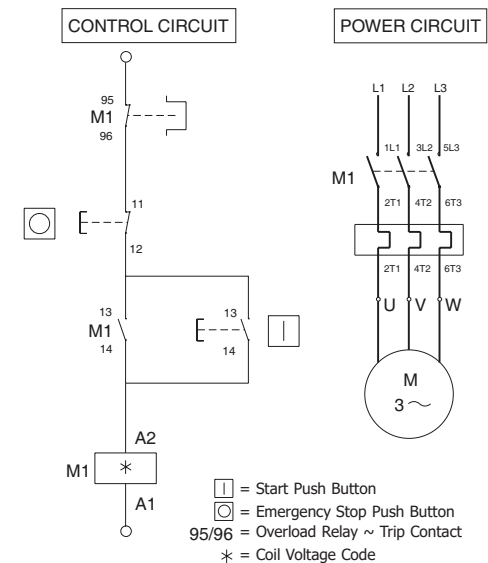 CONTROL CIRCUIT
POWER CIRCUIT
95
M1
96
11
12
13
M1
14
13
14
A2
M1
A1
L1 L2 L3
1L1 3L2 5L3
M1
2T1 4T2 6T3
2T1 4T2 6T3
U V W
M
3~
= Start Push Button
= Emergency Stop Push Button
95/96 = Overload Relay ~ Trip Contact
* = Coil Voltage Code